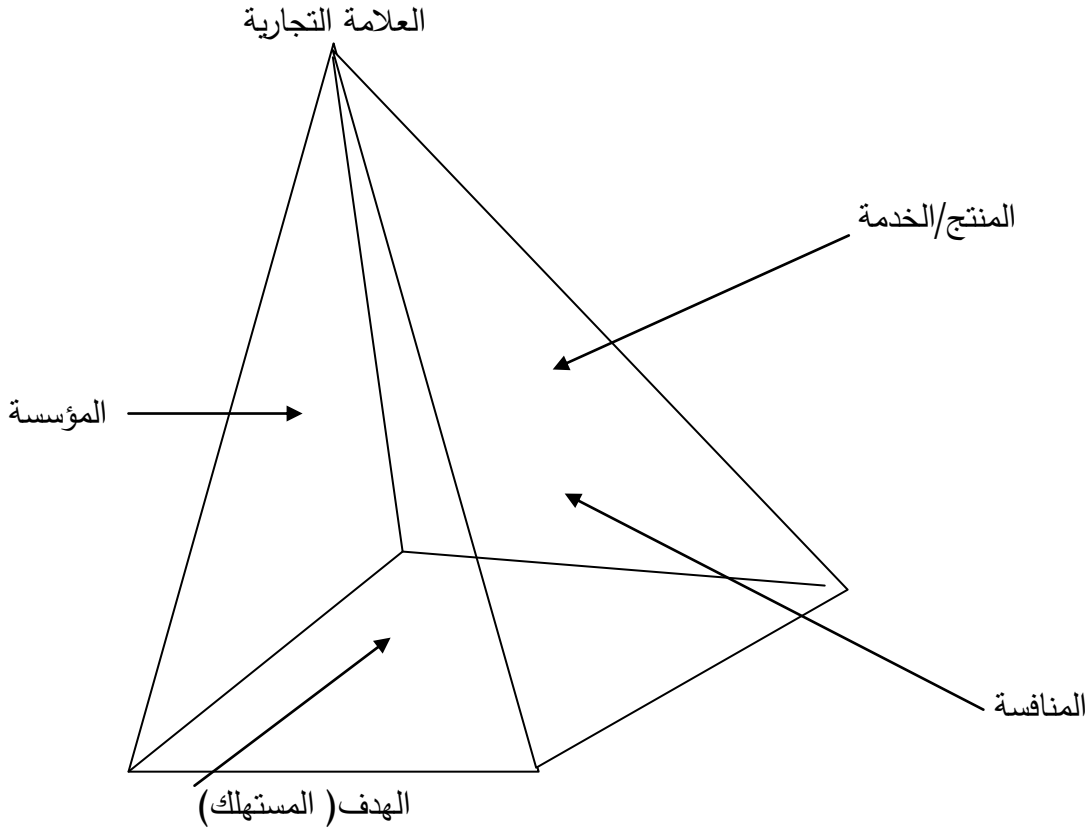 العلامة التجارية
المنتج/الخدمة
المؤسسة
المنافسة
الهدف( المستهلك)